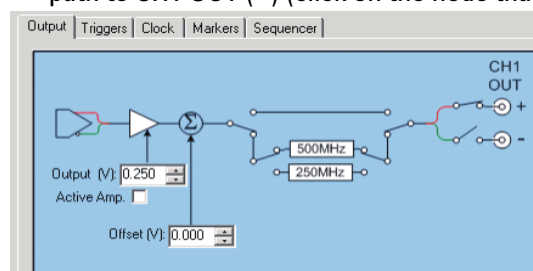 path to CH1 OUT (+) (click on the node tha
Output Triggers Clock Markers Sequencer
CH1
OUT
+
Σ
500MHz
-
Output (V): 0.250
250MHz
Active Amp.
Offset (V): 0.000